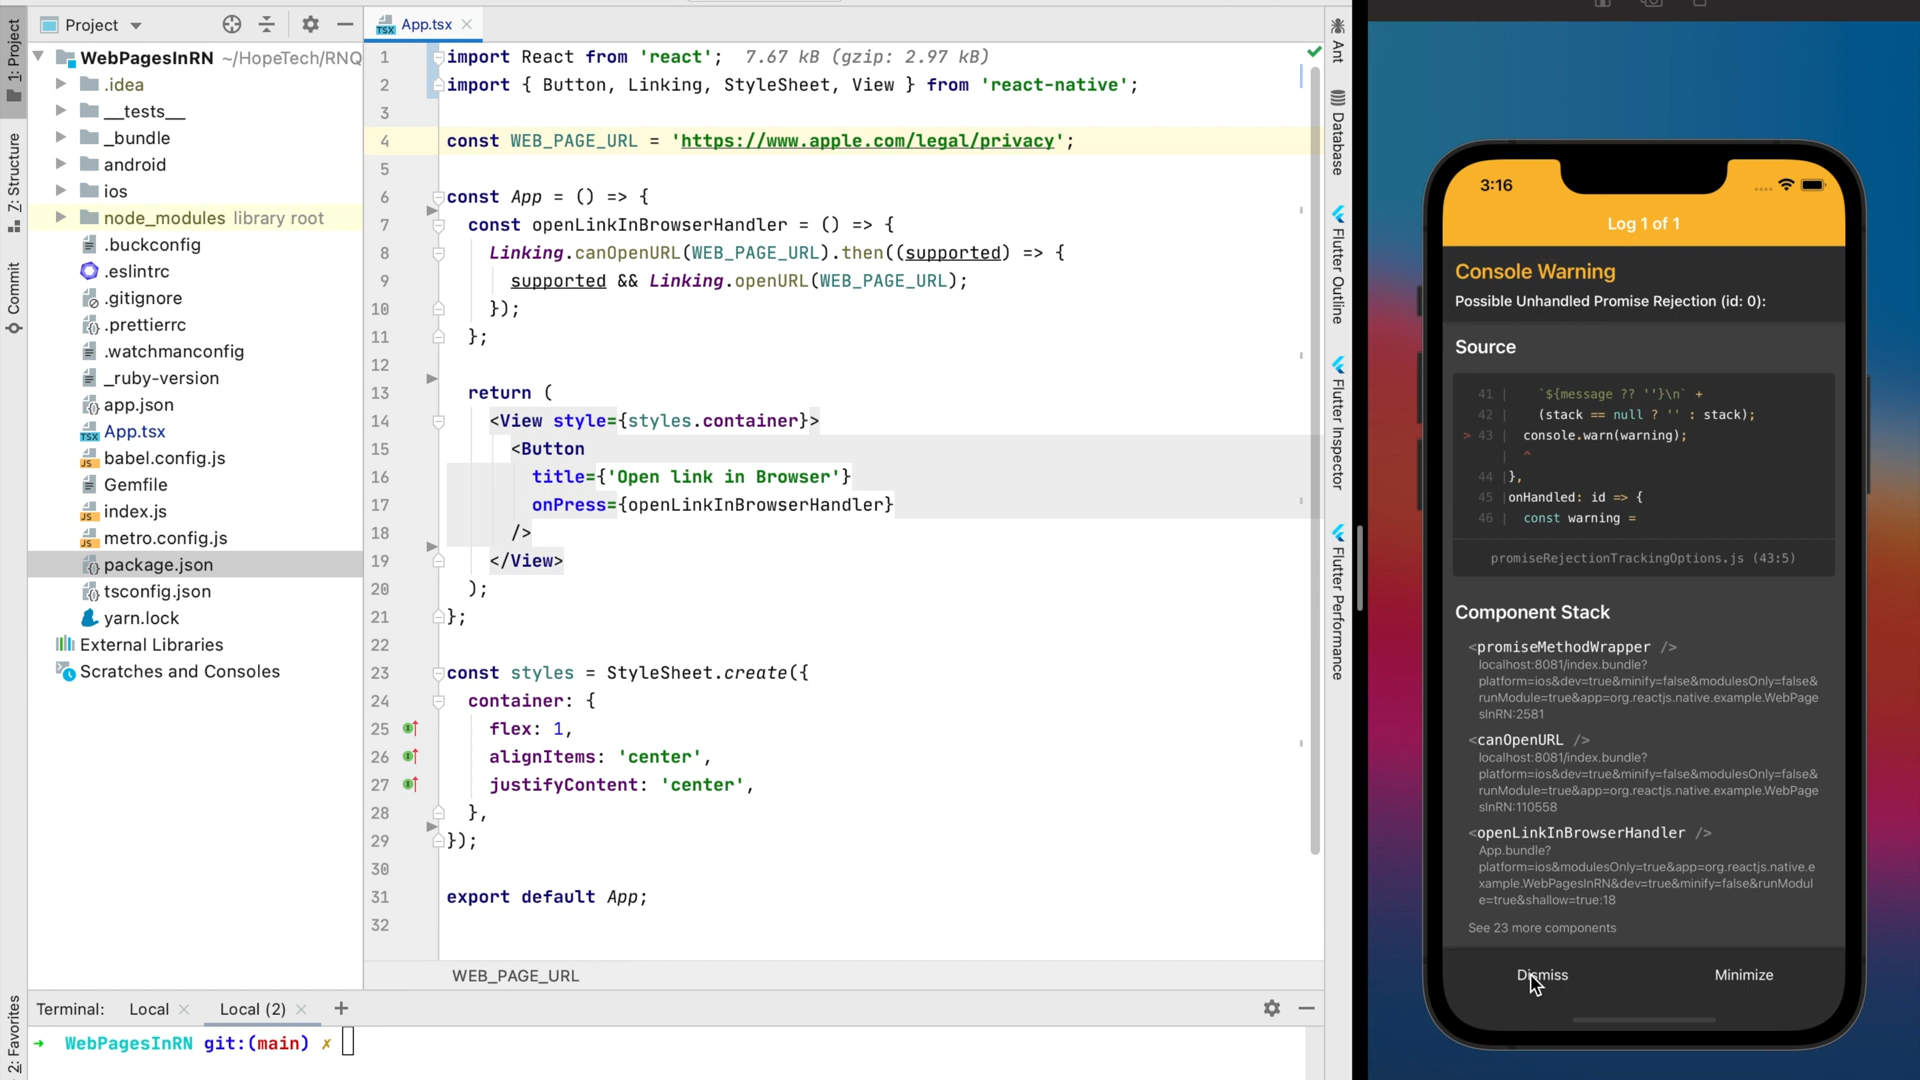 1: Project
Z: Structure
Commit
2: Favorites
Project
WebPagesInRN ~/HopeTech/RNQ
.idea
__tests__
_bundle
android
ios
node_modules library root
.buckconfig
.eslintrc
.gitignore
.prettierrc
.watchmanconfig
_ruby-version
app.json
App.tsx
babel.config.js
Gemfile
index.js
metro.config.js
package.json
tsconfig.json
yarn.lock
External Libraries
Scratches and Consoles
App.tsx
1 import React from 'react'; 7.67 kB (gzip: 2.97 kB)
2 import { Button, Linking, StyleSheet, View } from 'react-native';
3
4 const WEB_PAGE_URL = 'https://www.apple.com/legal/privacy';
5
6 const App = () => {
7 const openLinkInBrowserHandler = () => {
8 Linking.canOpenURL(WEB_PAGE_URL).then((supported) => {
9 supported && Linking.openURL(WEB_PAGE_URL);
10 });
11 };
12
13 return (
14 <View style={styles.container}>
15 <Button
16 title={'Open link in Browser'}
17 onPress={openLinkInBrowserHandler}
18 />
19 </View>
20 );
21 };
22
23 const styles = StyleSheet.create({
24 container: {
25 flex: 1,
26 alignItems: 'center',
27 justifyContent: 'center',
28 },
29 });
30
31 export default App;
32
WEB_PAGE_URL
Terminal: Local Local (2) +
→ WebPagesInRN git:(main) ✗
Ant
Database
Flutter Outline
Flutter Inspector
Flutter Performance
3:16
Log 1 of 1
Console Warning
Possible Unhandled Promise Rejection (id: 0):
Source
41 | `${message ?? ''}\n` +
42 | (stack == null ? '' : stack);
> 43 | console.warn(warning);
| ^
44 |},
45 |onHandled: id => {
46 | const warning =
promiseRejectionTrackingOptions.js (43:5)
Component Stack
<promiseMethodWrapper />
localhost:8081/index.bundle?
platform=ios&dev=true&minify=false&modulesOnly=false&
runModule=true&app=org.reactjs.native.example.WebPage
sInRN:2581
<canOpenURL />
localhost:8081/index.bundle?
platform=ios&dev=true&minify=false&modulesOnly=false&
runModule=true&app=org.reactjs.native.example.WebPage
sInRN:110558
<openLinkInBrowserHandler />
App.bundle?
platform=ios&modulesOnly=true&app=org.reactjs.native.e
xample.WebPagesInRN&dev=true&minify=false&runModul
e=true&shallow=true:18
See 23 more components
Dismiss
Minimize